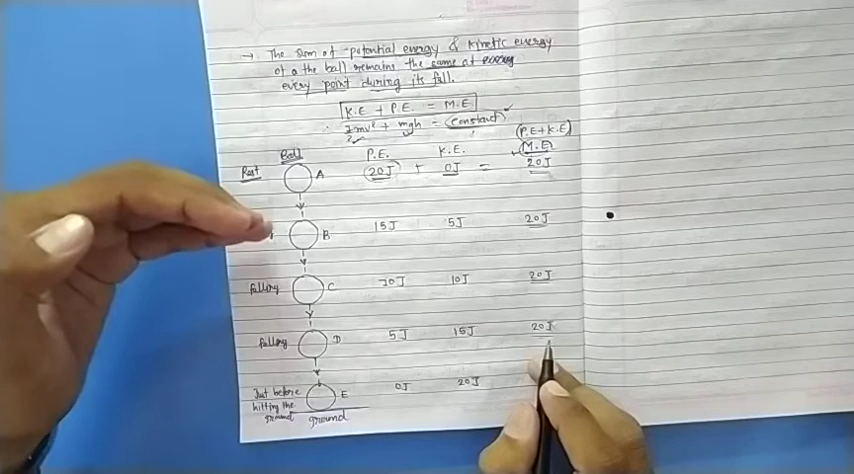 → The sum of potential energy & kinetic energy
of a the ball remains the same at
every point during its fall.
K.E + P.E. = M.E
∴ ½mv² + mgh = Constant
(P.E + K.E)
Ball P.E. K.E. M.E
Rest A 20J + 0J = 20J
B 15J 5J 20J
falling C 10J 10J 20J
falling D 5J 15J 20J
Just before E 0J 20J
hitting the
ground ground